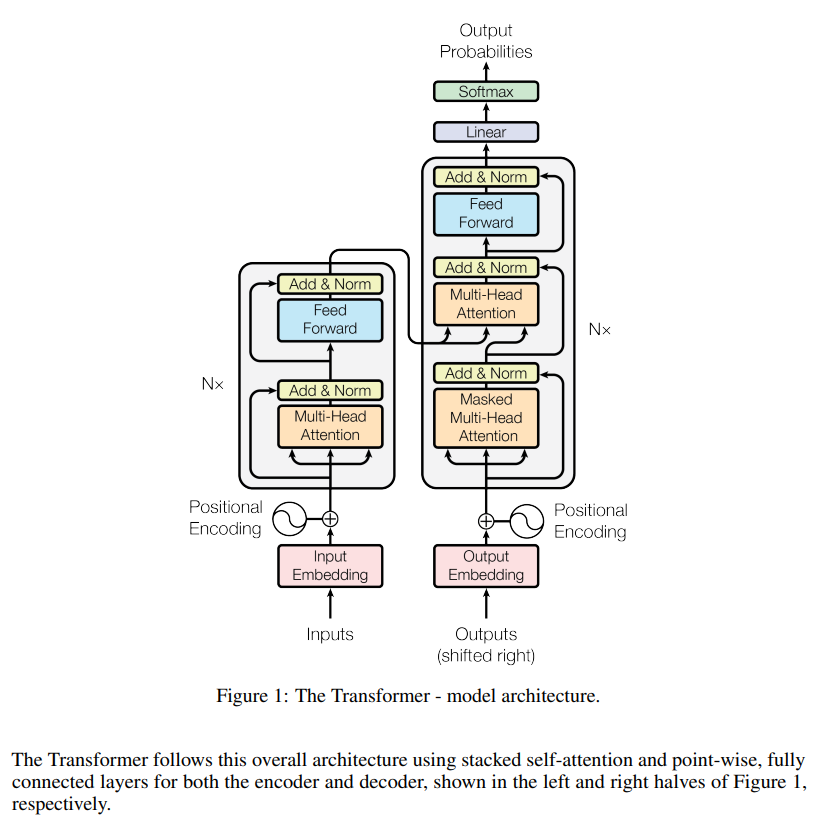 Output
Probabilities
Softmax
Linear
Add & Norm
Feed
Forward
Add & Norm
Multi-Head
Attention
Nx
Add & Norm
Masked
Multi-Head
Attention
Add & Norm
Feed
Forward
Nx
Add & Norm
Multi-Head
Attention
Positional
Encoding
Positional
Encoding
Input
Embedding
Output
Embedding
Inputs
Outputs
(shifted right)
Figure 1: The Transformer - model architecture.
The Transformer follows this overall architecture using stacked self-attention and point-wise, fully
connected layers for both the encoder and decoder, shown in the left and right halves of Figure 1,
respectively.